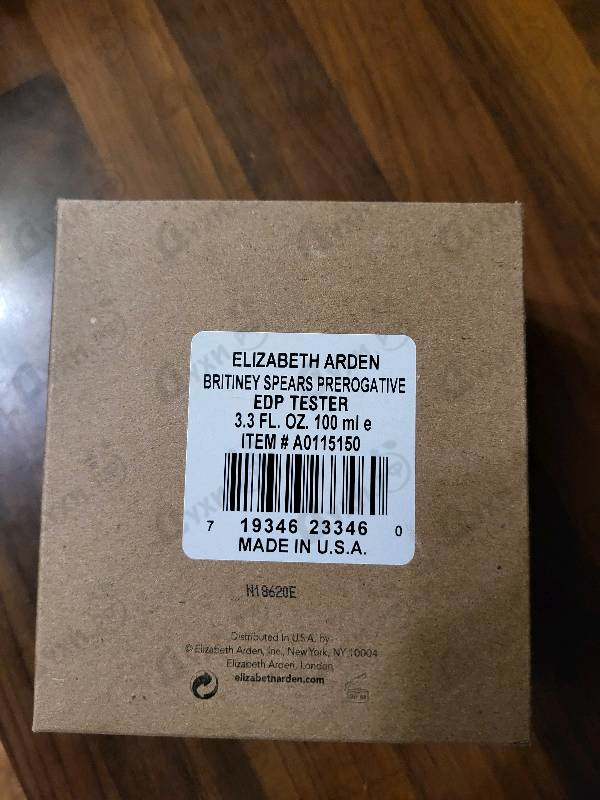 ELIZABETH ARDEN
BRITINEY SPEARS PREROGATIVE
EDP TESTER
3.3 FL. OZ. 100 ml e
ITEM # A0115150
7 19346 23346 0
MADE IN U.S.A.
N18620E
Distributed In U.S.A. by
© Elizabeth Arden, Inc., New York, NY 10004
Elizabeth Arden, London
elizabetharden.com